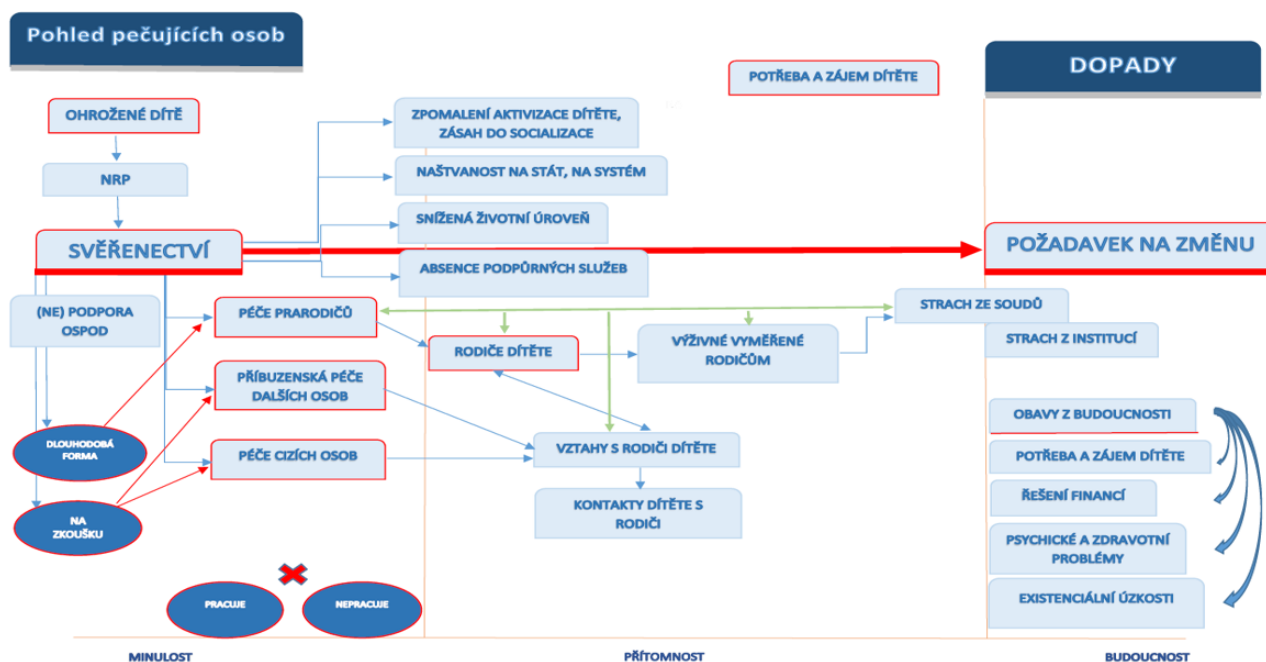 Pohled pečujících osob
DOPADY
POTŘEBA A ZÁJEM DÍTĚTE
OHROŽENÉ DÍTĚ
ZPOMALENÍ AKTIVIZACE DÍTĚTE,
ZÁSAH DO SOCIALIZACE
NRP
NAŠTVANOST NA STÁT, NA SYSTÉM
SNÍŽENÁ ŽIVOTNÍ ÚROVEŇ
SVĚŘENECTVÍ
POŽADAVEK NA ZMĚNU
ABSENCE PODPŮRNÝCH SLUŽEB
(NE) PODPORA
OSPOD
PÉČE PRARODIČŮ
STRACH ZE SOUDŮ
RODIČE DÍTĚTE
VÝŽIVNÉ VYMĚŘENÉ
RODIČŮM
STRACH Z INSTITUCÍ
PŘÍBUZENSKÁ PÉČE
DALŠÍCH OSOB
OBAVY Z BUDOUCNOSTI
DLOUHODOBÁ
FORMA
PÉČE CIZÍCH OSOB
VZTAHY S RODIČI DÍTĚTE
POTŘEBA A ZÁJEM DÍTĚTE
ŘEŠENÍ FINANCÍ
KONTAKTY DÍTĚTE S
RODIČI
NA
ZKOUŠKU
PSYCHICKÉ A ZDRAVOTNÍ
PROBLÉMY
EXISTENCIÁLNÍ ÚZKOSTI
PRACUJE
NEPRACUJE
MINULOST
PŘÍTOMNOST
BUDOUCNOST